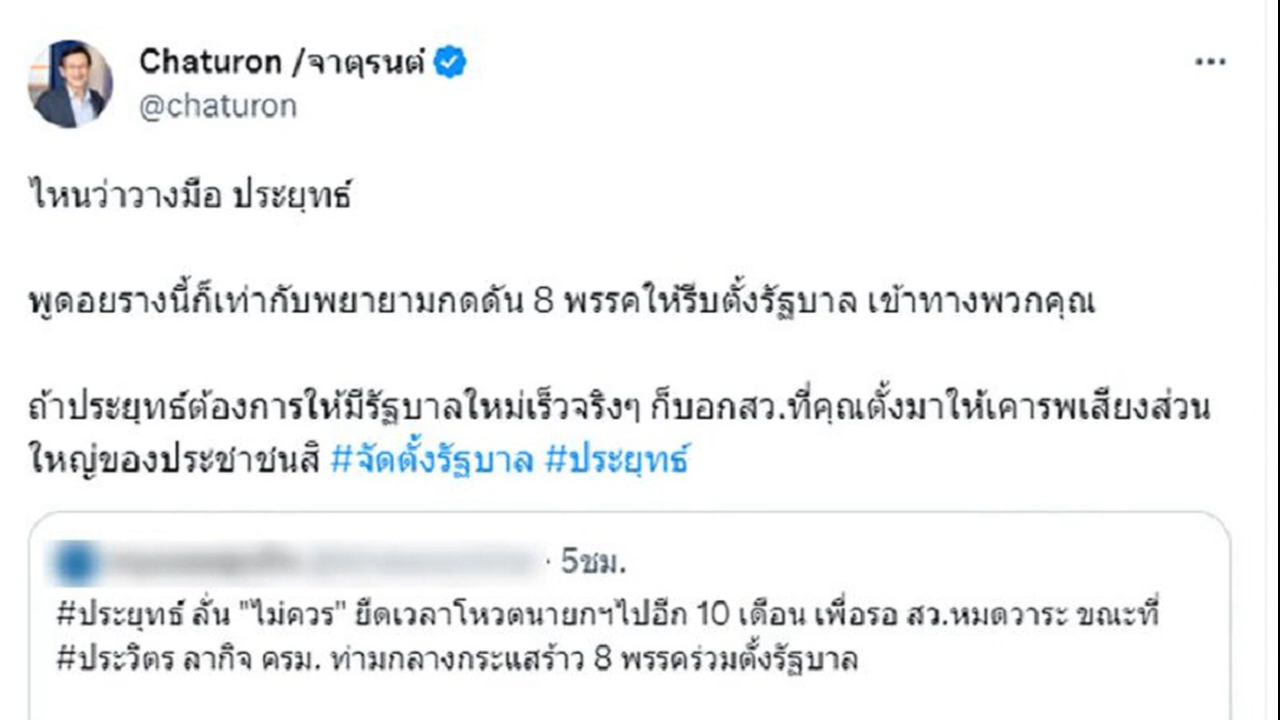 Chaturon /จาตุรนต์
@chaturon
ไหนว่าวางมือ ประยุทธ์
พูดอยรางนี้ก็เท่ากับพยายามกดดัน 8 พรรคให้รีบตั้งรัฐบาล เข้าทางพวกคุณ
ถ้าประยุทธ์ต้องการให้มีรัฐบาลใหม่เร็วจริงๆ ก็บอกสว.ที่คุณตั้งมาให้เคารพเสียงส่วน
ใหญ่ของประชาชนสิ #จัดตั้งรัฐบาล #ประยุทธ์
· 5ชม.
#ประยุทธ์ ลั่น "ไม่ควร" ยืดเวลาโหวตนายกฯไปอีก 10 เดือน เพื่อรอ สว.หมดวาระ ขณะที่
#ประวิตร ลากิจ ครม. ท่ามกลางกระแสร้าว 8 พรรคร่วมตั้งรัฐบาล